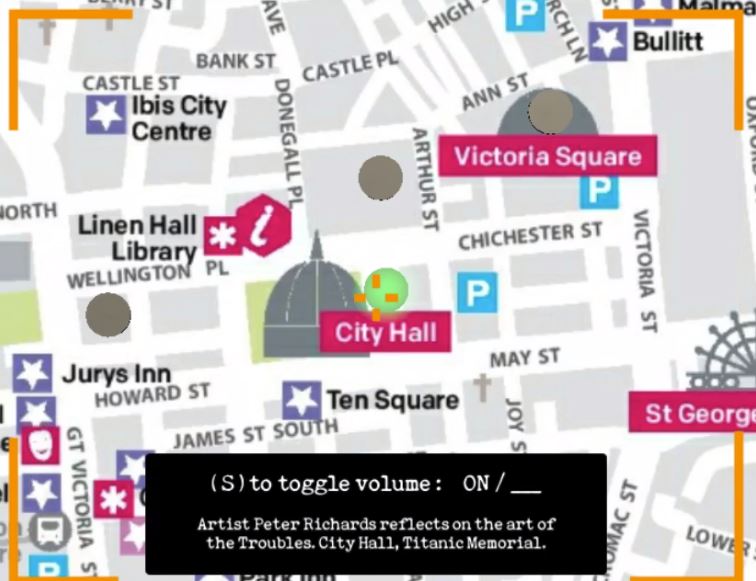 HIGH
Bullitt
BANK ST
CASTLE PL
CASTLE ST
Ibis City
Centre
ANN ST
DONEGALL PL
ARTHUR ST
Victoria Square
P
NORTH
Linen Hall
Library
i
CHICHESTER ST
VICTORIA ST
WELLINGTON PL
P
City Hall
MAY ST
Jurys Inn
HOWARD ST
Ten Square
St George
JAMES ST SOUTH
GT VICTORIA ST
(S) to toggle volume: ON / __
Artist Peter Richards reflects on the art of
the Troubles. City Hall, Titanic Memorial.
LOWER
P
Park Inn